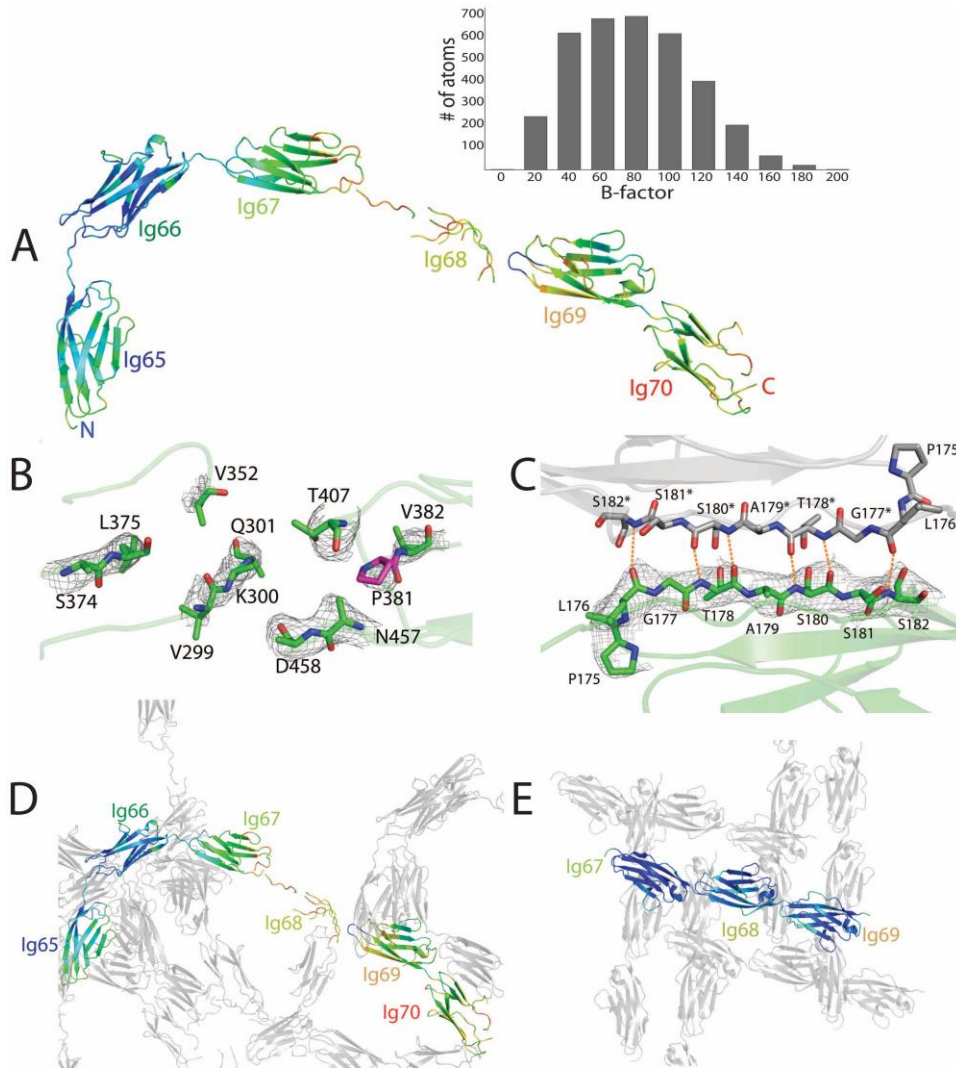 700
600
500
400
300
200
100
# of atoms
0 20 40 60 80 100 120 140 160 180 200
B-factor
A
Ig66
Ig67
Ig68
Ig65
Ig69
Ig70
N
C
B
V352
L375
Q301
T407
V382
S374
K300
P381
V299
N457
D458
C
P175
S182*
S181*
S180*
A179*
T178*
G177*
L176
L176
G177
T178
A179
S180
S181
S182
P175
D
Ig66
Ig67
Ig68
Ig65
Ig69
Ig70
E
Ig67
Ig68
Ig69